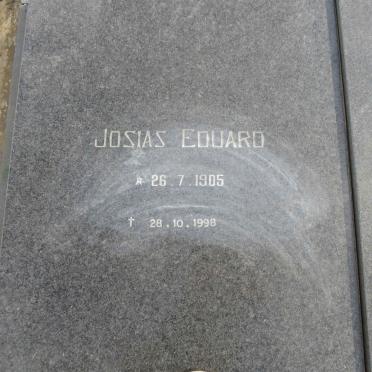 JOSIAS EDUARD
* 26.7.1905
† 28.10.1998